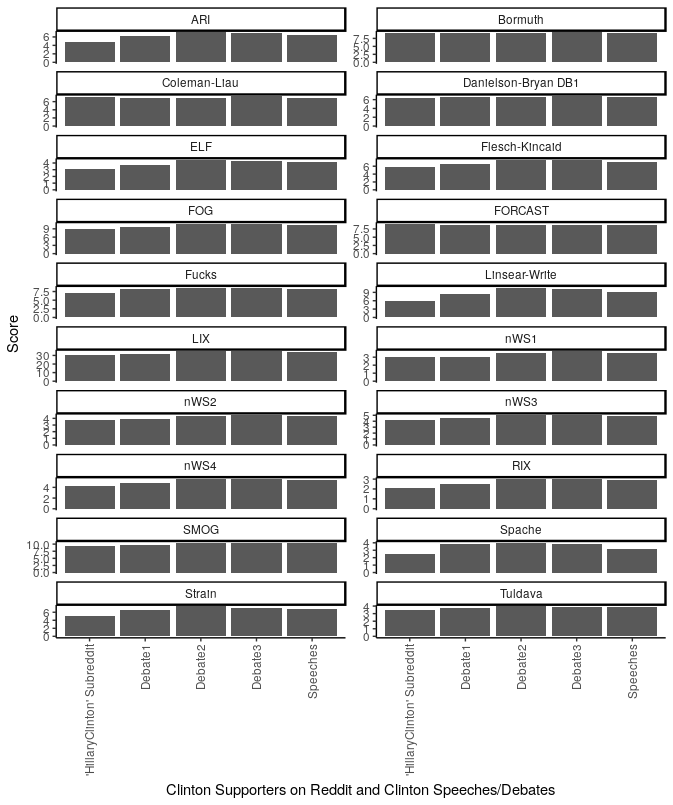 ARI
Bormuth
6
4
2
0
7.5
5.0
2.5
0.0
Coleman-Liau
Danielson-Bryan DB1
6
4
2
0
6
4
2
0
ELF
Flesch-Kincaid
4
3
2
1
0
6
4
2
0
FOG
FORCAST
9
6
3
0
7.5
5.0
2.5
0.0
Fucks
Linsear-Write
7.5
5.0
2.5
0.0
9
6
3
0
LIX
nWS1
30
20
10
0
3
2
1
0
nWS2
nWS3
4
3
2
1
0
5
4
3
2
1
0
nWS4
RIX
4
2
0
3
2
1
0
SMOG
Spache
10.0
7.5
5.0
2.5
0.0
4
3
2
1
0
Strain
Tuldava
6
4
2
0
4
3
2
1
0
'HillaryClinton' Subreddit
Debate1
Debate2
Debate3
Speeches
'HillaryClinton' Subreddit
Debate1
Debate2
Debate3
Speeches
Score
Clinton Supporters on Reddit and Clinton Speeches/Debates